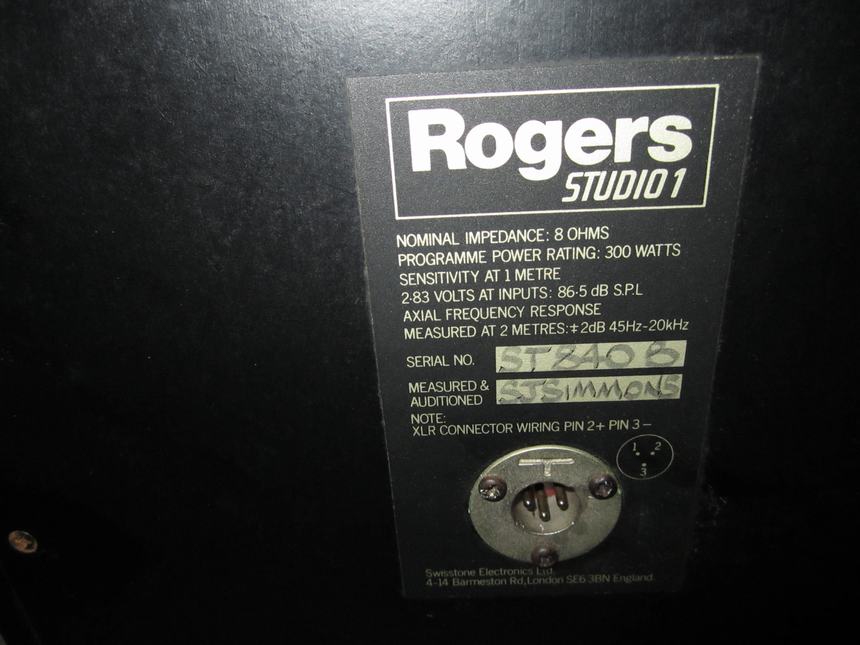 Rogers
STUDIO 1
NOMINAL IMPEDANCE: 8 OHMS
PROGRAMME POWER RATING: 300 WATTS
SENSITIVITY AT 1 METRE
2·83 VOLTS AT INPUTS: 86·5 dB S.P.L
AXIAL FREQUENCY RESPONSE
MEASURED AT 2 METRES:∓2dB 45Hz-20kHz
SERIAL NO. ST 840 B
MEASURED & AUDITIONED SJSIMMONS
NOTE:
XLR CONNECTOR WIRING PIN 2+ PIN 3 –
1 2
3
Swisstone Electronics Ltd.
4-14 Barmeston Rd, London SE6 3BN England